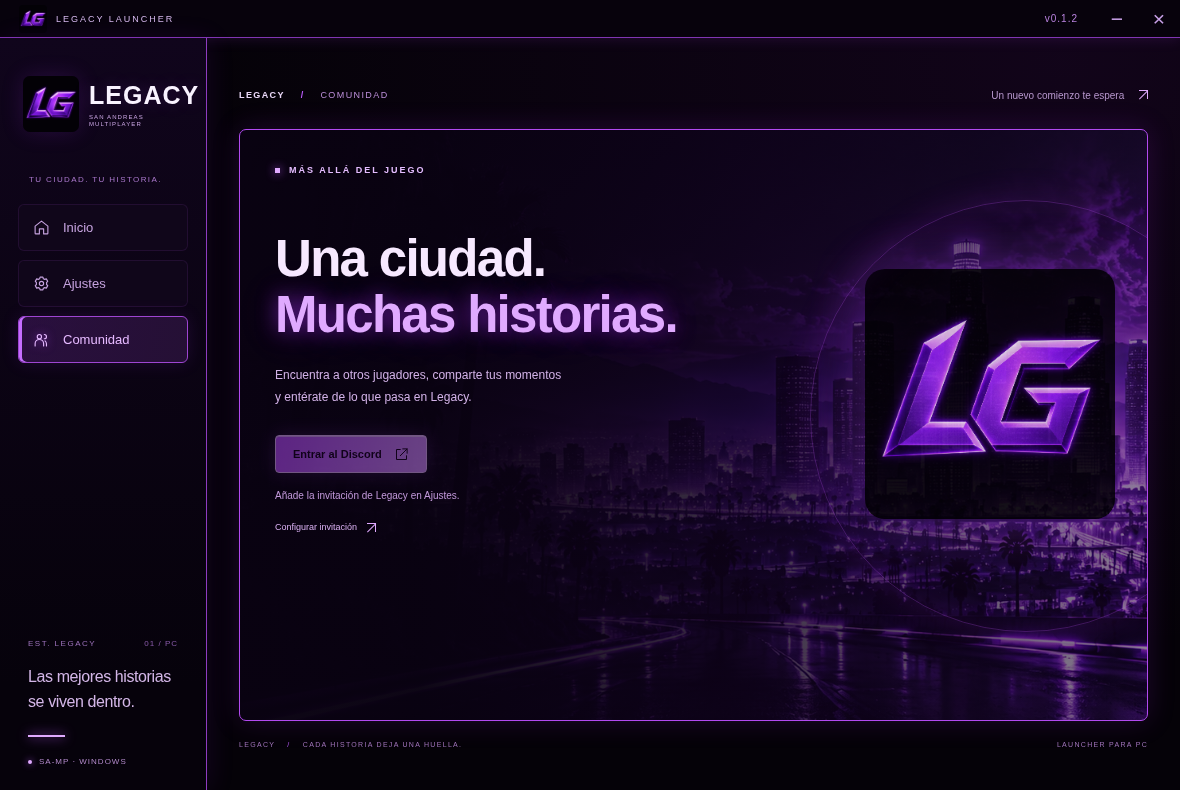 LG LEGACY LAUNCHER
v0.1.2
LG
LEGACY
SAN ANDREAS
MULTIPLAYER
TU CIUDAD. TU HISTORIA.
Inicio
Ajustes
Comunidad
EST. LEGACY
01 / PC
Las mejores historias
se viven dentro.
SA-MP · WINDOWS
LEGACY / COMUNIDAD
Un nuevo comienzo te espera
MÁS ALLÁ DEL JUEGO
Una ciudad.
Muchas historias.
Encuentra a otros jugadores, comparte tus momentos
y entérate de lo que pasa en Legacy.
Entrar al Discord
Añade la invitación de Legacy en Ajustes.
Configurar invitación
LG
LEGACY / CADA HISTORIA DEJA UNA HUELLA.
LAUNCHER PARA PC